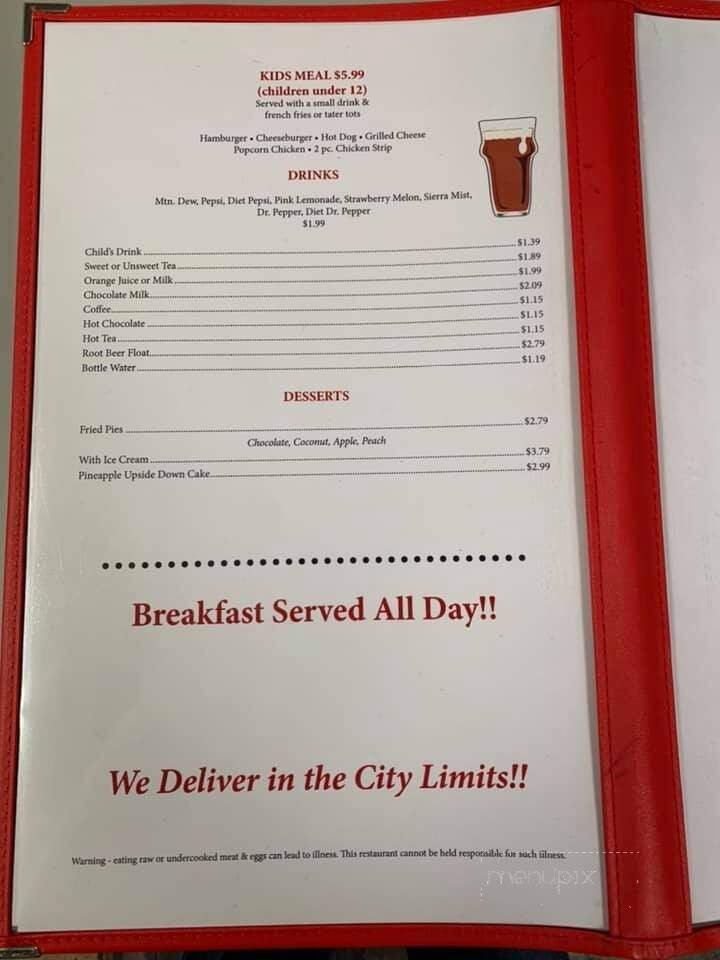 KIDS MEAL $5.99
(children under 12)
Served with a small drink &
french fries or tater tots
Hamburger • Cheeseburger • Hot Dog • Grilled Cheese
Popcorn Chicken • 2 pc. Chicken Strip
DRINKS
Mtn. Dew, Pepsi, Diet Pepsi, Pink Lemonade, Strawberry Melon, Sierra Mist,
Dr. Pepper, Diet Dr. Pepper
$1.99
Child's Drink $1.39
Sweet or Unsweet Tea $1.89
Orange Juice or Milk $1.99
Chocolate Milk $2.09
Coffee $1.15
Hot Chocolate $1.15
Hot Tea $1.15
Root Beer Float $2.79
Bottle Water $1.19
DESSERTS
Fried Pies $2.79
Chocolate, Coconut, Apple, Peach
With Ice Cream $3.79
Pineapple Upside Down Cake $2.99
Breakfast Served All Day!!
We Deliver in the City Limits!!
Warning - eating raw or undercooked meat & eggs can lead to illness. This restaurant cannot be held responsible for such illness.
menupix